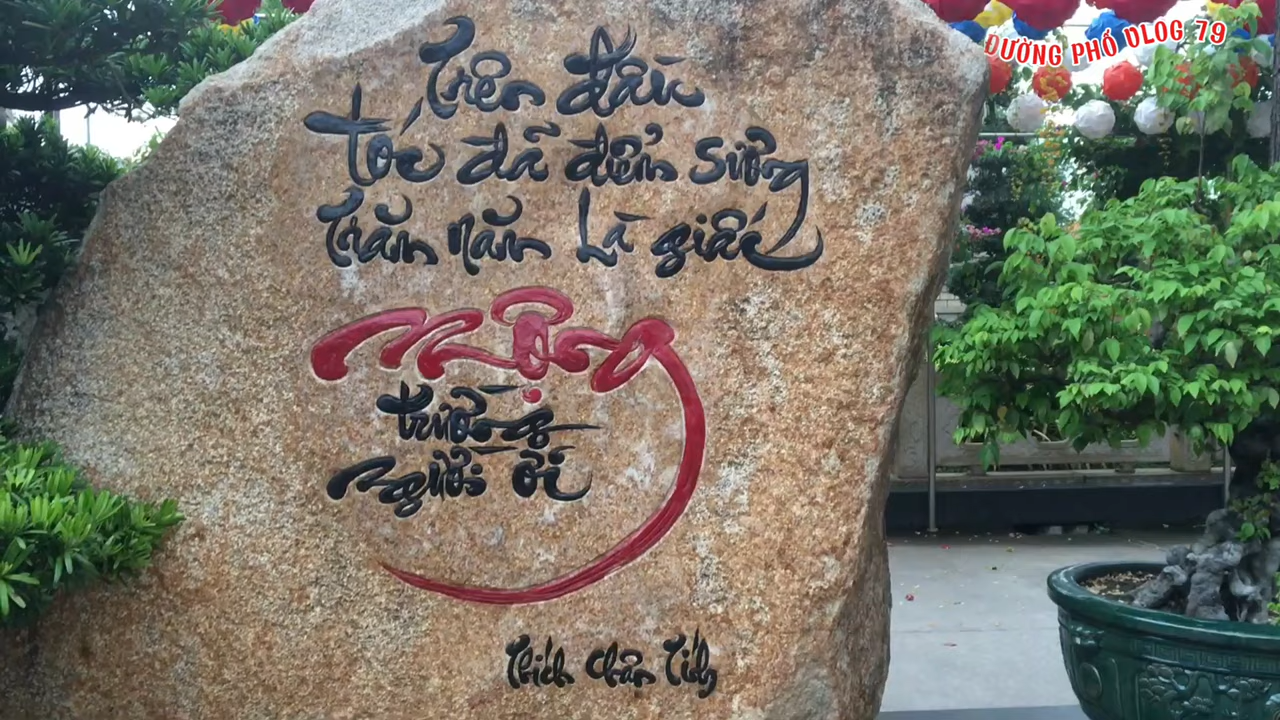 ĐƯỜNG PHỐ VLOG 79
Trên đầu
tóc đã điểm sương
trăm năm Là giấc
Mộng
trường
người ơi
Thích Chân Tính